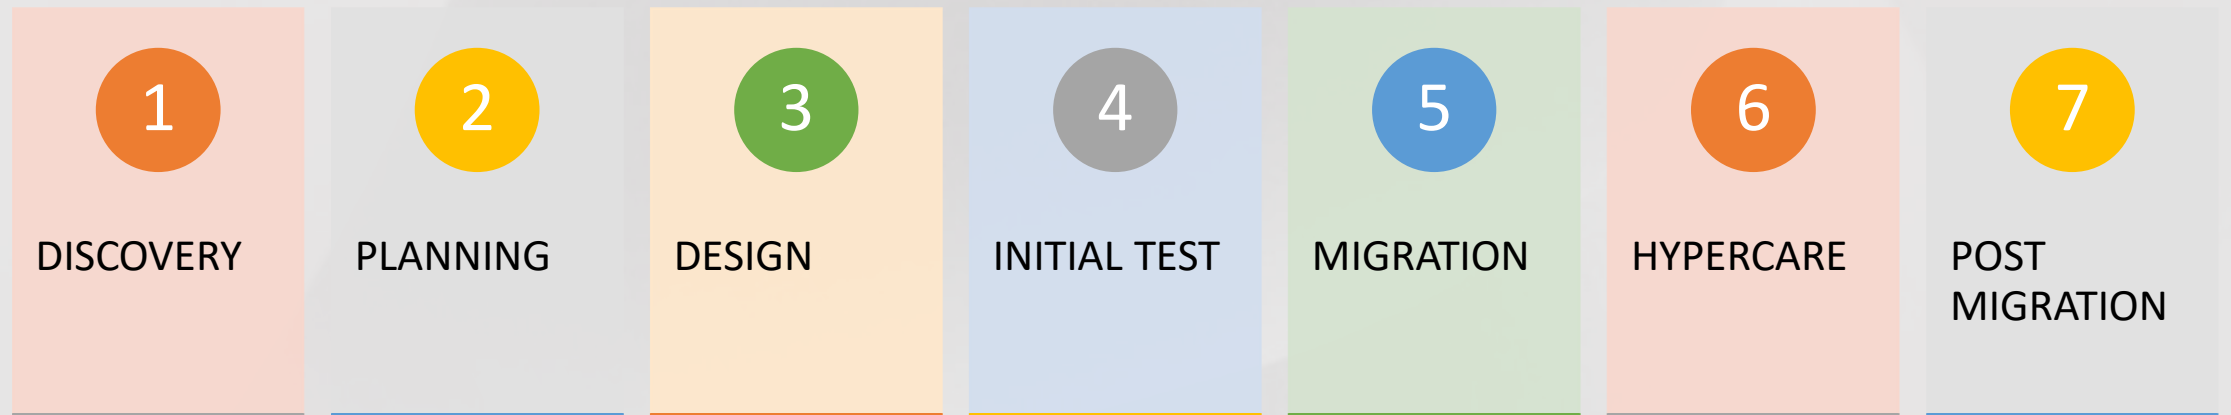 1
DISCOVERY
2
PLANNING
3
DESIGN
4
INITIAL TEST
5
MIGRATION
6
HYPERCARE
7
POST
MIGRATION